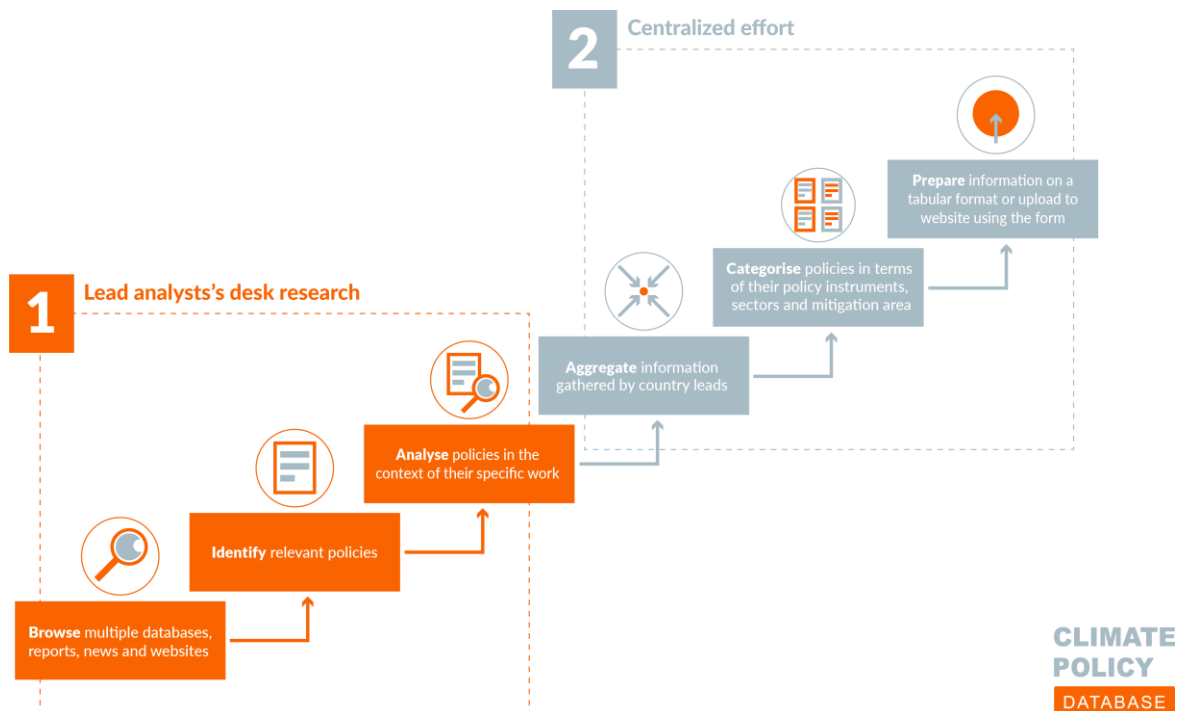 2
Centralized effort
Prepare information on a
tabular format or upload to
website using the form
Categorise policies in terms
of their policy instruments,
sectors and mitigation area
Aggregate information
gathered by country leads
1
Lead analysts's desk research
Analyse policies in the
context of their specific work
Identify relevant policies
Browse multiple databases,
reports, news and websites
CLIMATE
POLICY
DATABASE